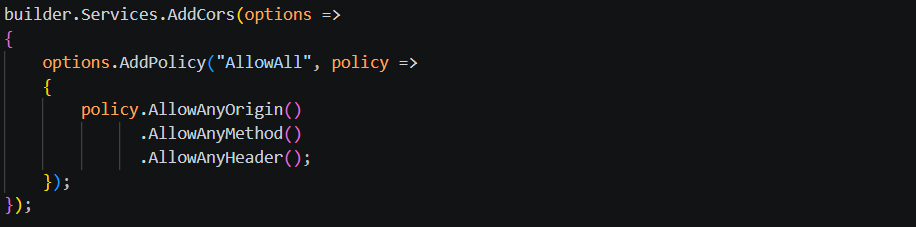 builder.Services.AddCors(options =>
{
    options.AddPolicy("AllowAll", policy =>
    {
        policy.AllowAnyOrigin()
              .AllowAnyMethod()
              .AllowAnyHeader();
    });
});